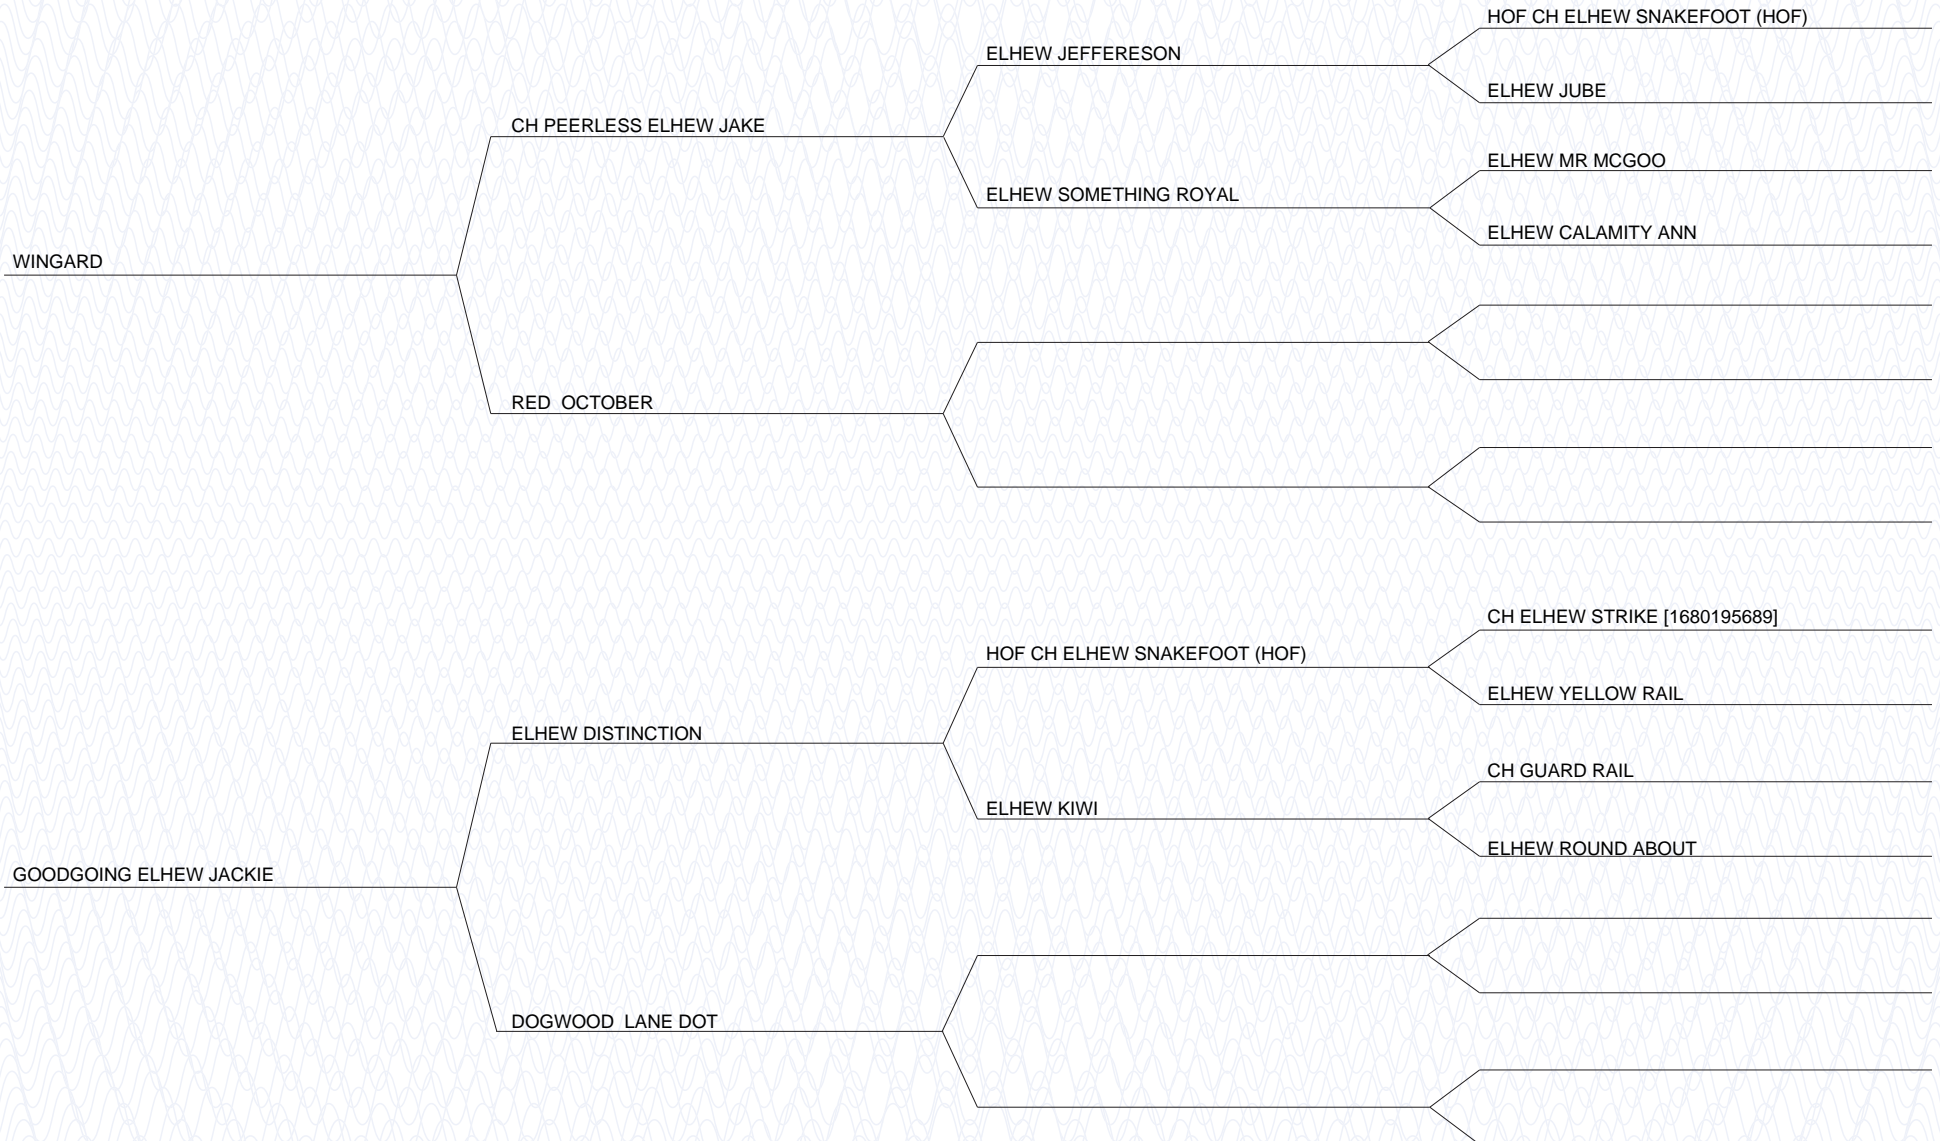 HOF CH ELHEW SNAKEFOOT (HOF)
ELHEW JEFFERESON
ELHEW JUBE
CH PEERLESS ELHEW JAKE
ELHEW MR MCGOO
ELHEW SOMETHING ROYAL
ELHEW CALAMITY ANN
WINGARD
RED  OCTOBER
CH ELHEW STRIKE [1680195689]
HOF CH ELHEW SNAKEFOOT (HOF)
ELHEW YELLOW RAIL
ELHEW DISTINCTION
CH GUARD RAIL
ELHEW KIWI
ELHEW ROUND ABOUT
GOODGOING ELHEW JACKIE
DOGWOOD  LANE DOT